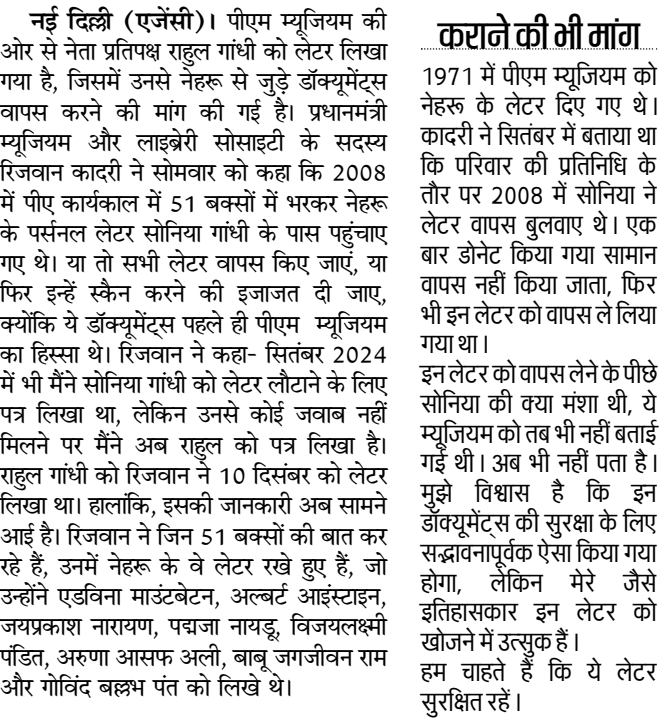 नई दिल्ली (एजेंसी)। पीएम म्यूजियम की
ओर से नेता प्रतिपक्ष राहुल गांधी को लेटर लिखा
गया है, जिसमें उनसे नेहरू से जुड़े डॉक्यूमेंट्स
वापस करने की मांग की गई है। प्रधानमंत्री
म्यूजियम और लाइब्रेरी सोसाइटी के सदस्य
रिजवान कादरी ने सोमवार को कहा कि 2008
में पीए कार्यकाल में 51 बक्सों में भरकर नेहरू
के पर्सनल लेटर सोनिया गांधी के पास पहुंचाए
गए थे। या तो सभी लेटर वापस किए जाएं, या
फिर इन्हें स्कैन करने की इजाजत दी जाए,
क्योंकि ये डॉक्यूमेंट्स पहले ही पीएम म्यूजियम
का हिस्सा थे। रिजवान ने कहा- सितंबर 2024
में भी मैंने सोनिया गांधी को लेटर लौटाने के लिए
पत्र लिखा था, लेकिन उनसे कोई जवाब नहीं
मिलने पर मैंने अब राहुल को पत्र लिखा है।
राहुल गांधी को रिजवान ने 10 दिसंबर को लेटर
लिखा था। हालांकि, इसकी जानकारी अब सामने
आई है। रिजवान ने जिन 51 बक्सों की बात कर
रहे हैं, उनमें नेहरू के वे लेटर रखे हुए हैं, जो
उन्होंने एडविना माउंटबेटन, अल्बर्ट आइंस्टाइन,
जयप्रकाश नारायण, पद्मजा नायडू, विजयलक्ष्मी
पंडित, अरुणा आसफ अली, बाबू जगजीवन राम
और गोविंद बल्लभ पंत को लिखे थे।
कराने की भी मांग
1971 में पीएम म्यूजियम को
नेहरू के लेटर दिए गए थे।
कादरी ने सितंबर में बताया था
कि परिवार की प्रतिनिधि के
तौर पर 2008 में सोनिया ने
लेटर वापस बुलवाए थे। एक
बार डोनेट किया गया सामान
वापस नहीं किया जाता, फिर
भी इन लेटर को वापस ले लिया
गया था।
इन लेटर को वापस लेने के पीछे
सोनिया की क्या मंशा थी, ये
म्यूजियम को तब भी नहीं बताई
गई थी। अब भी नहीं पता है।
मुझे विश्वास है कि इन
डॉक्यूमेंट्स की सुरक्षा के लिए
सद्भावनापूर्वक ऐसा किया गया
होगा, लेकिन मेरे जैसे
इतिहासकार इन लेटर को
खोजने में उत्सुक हैं।
हम चाहते हैं कि ये लेटर
सुरक्षित रहें।